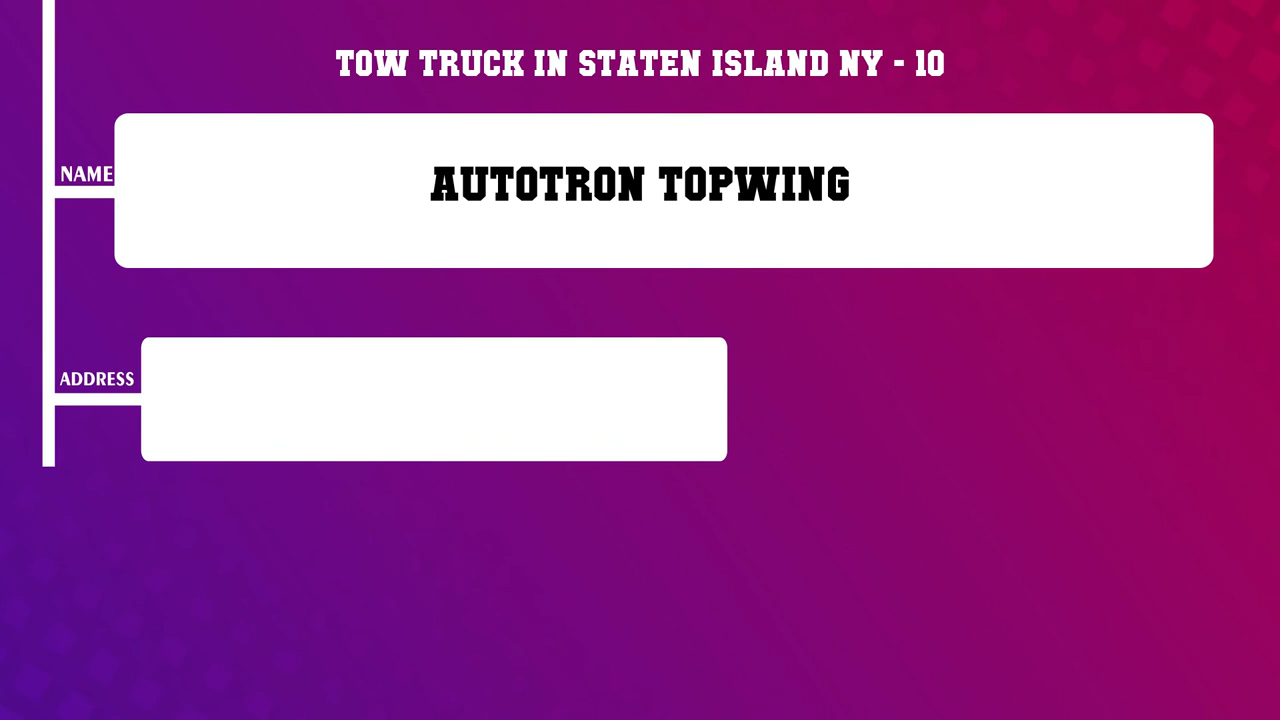 TOW TRUCK IN STATEN ISLAND NY - 10
NAME
AUTOTRON TOPWING
ADDRESS